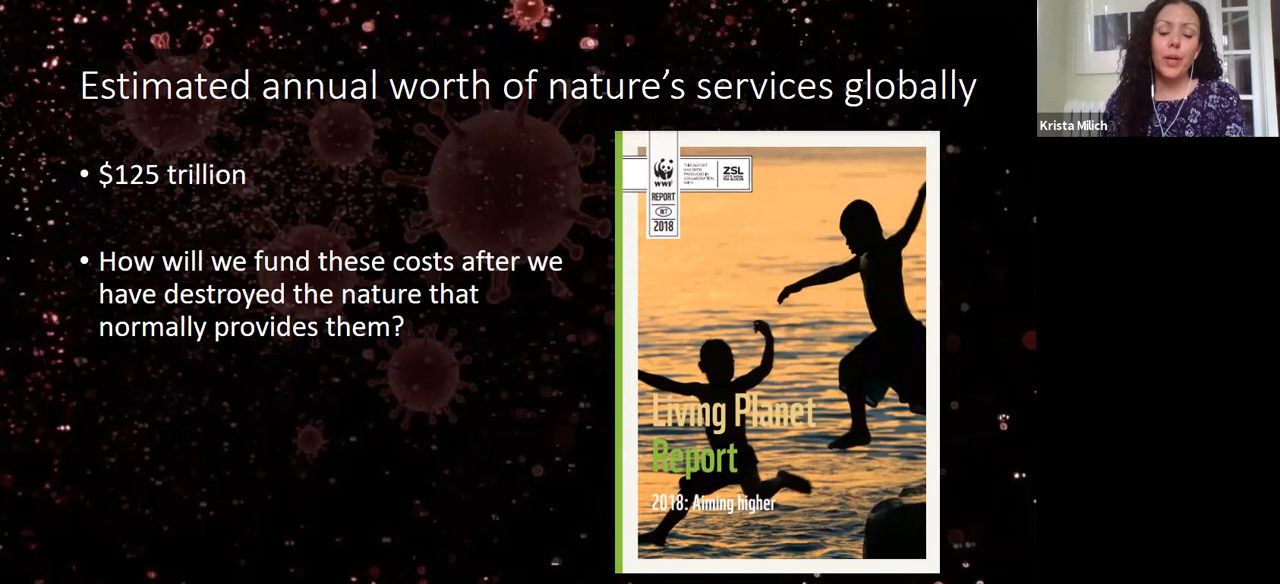 Estimated annual worth of nature’s services globally
• $125 trillion
• How will we fund these costs after we
have destroyed the nature that
normally provides them?
WWF
REPORT
INT
2018
THIS REPORT
HAS BEEN
PRODUCED IN
COLLABORATION
WITH:
ZSL
Living Planet
Report
2018: Aiming higher
Krista Milich